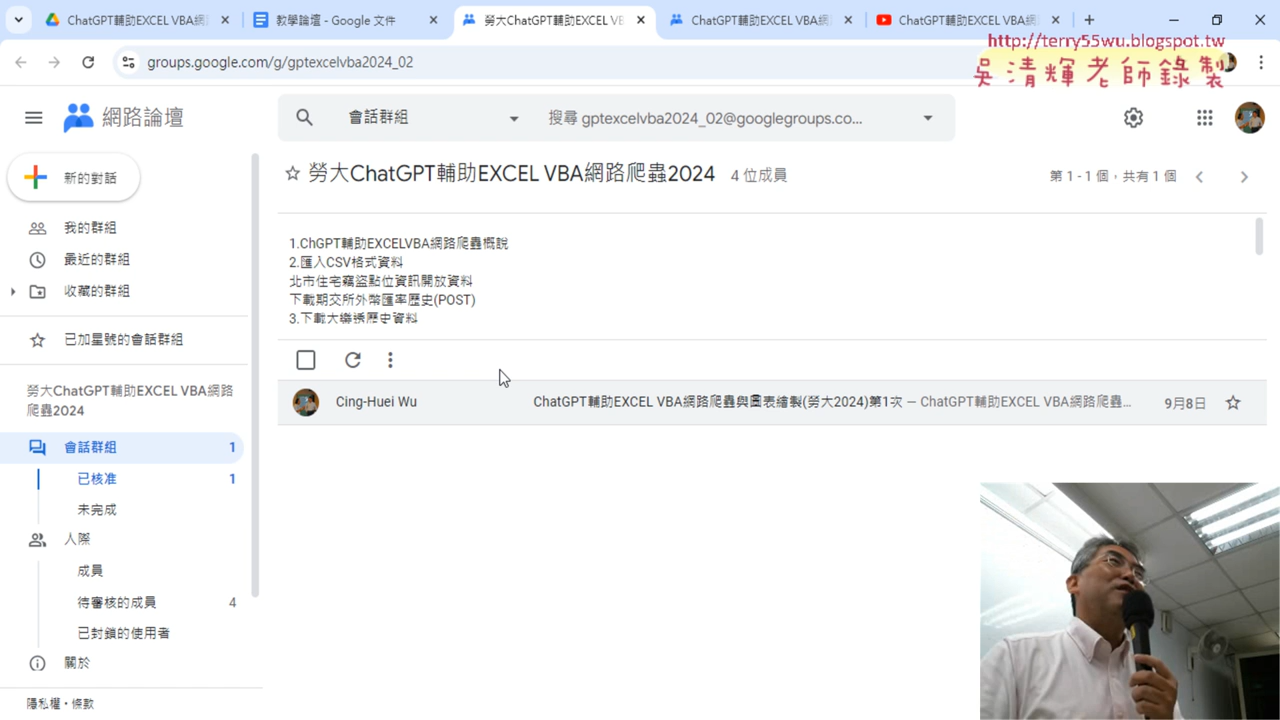 ChatGPT輔助EXCEL VBA網
教學論壇 - Google 文件
勞大ChatGPT輔助EXCEL VB
ChatGPT輔助EXCEL VBA網
ChatGPT輔助EXCEL VBA網
groups.google.com/g/gptexcelvba2024_02
http://terry55wu.blogspot.tw
吳清輝老師錄製
網路論壇
會話群組
搜尋 gptexcelvba2024_02@googlegroups.co...
新的對話
勞大ChatGPT輔助EXCEL VBA網路爬蟲2024
4 位成員
第 1 - 1 個，共有 1 個
我的群組
最近的群組
收藏的群組
已加星號的會話群組
1.ChGPT輔助EXCELVBA網路爬蟲概說
2.匯入CSV格式資料
北市住宅竊盜點位資訊開放資料
下載期交所外幣匯率歷史(POST)
3.下載大樂透歷史資料
勞大ChatGPT輔助EXCEL VBA網路
爬蟲2024
Cing-Huei Wu
ChatGPT輔助EXCEL VBA網路爬蟲與圖表繪製(勞大2024)第1次 — ChatGPT輔助EXCEL VBA網路爬蟲...
9月8日
會話群組 1
已核准 1
未完成
人際
成員
待審核的成員 4
已封鎖的使用者
關於
隱私權 • 條款